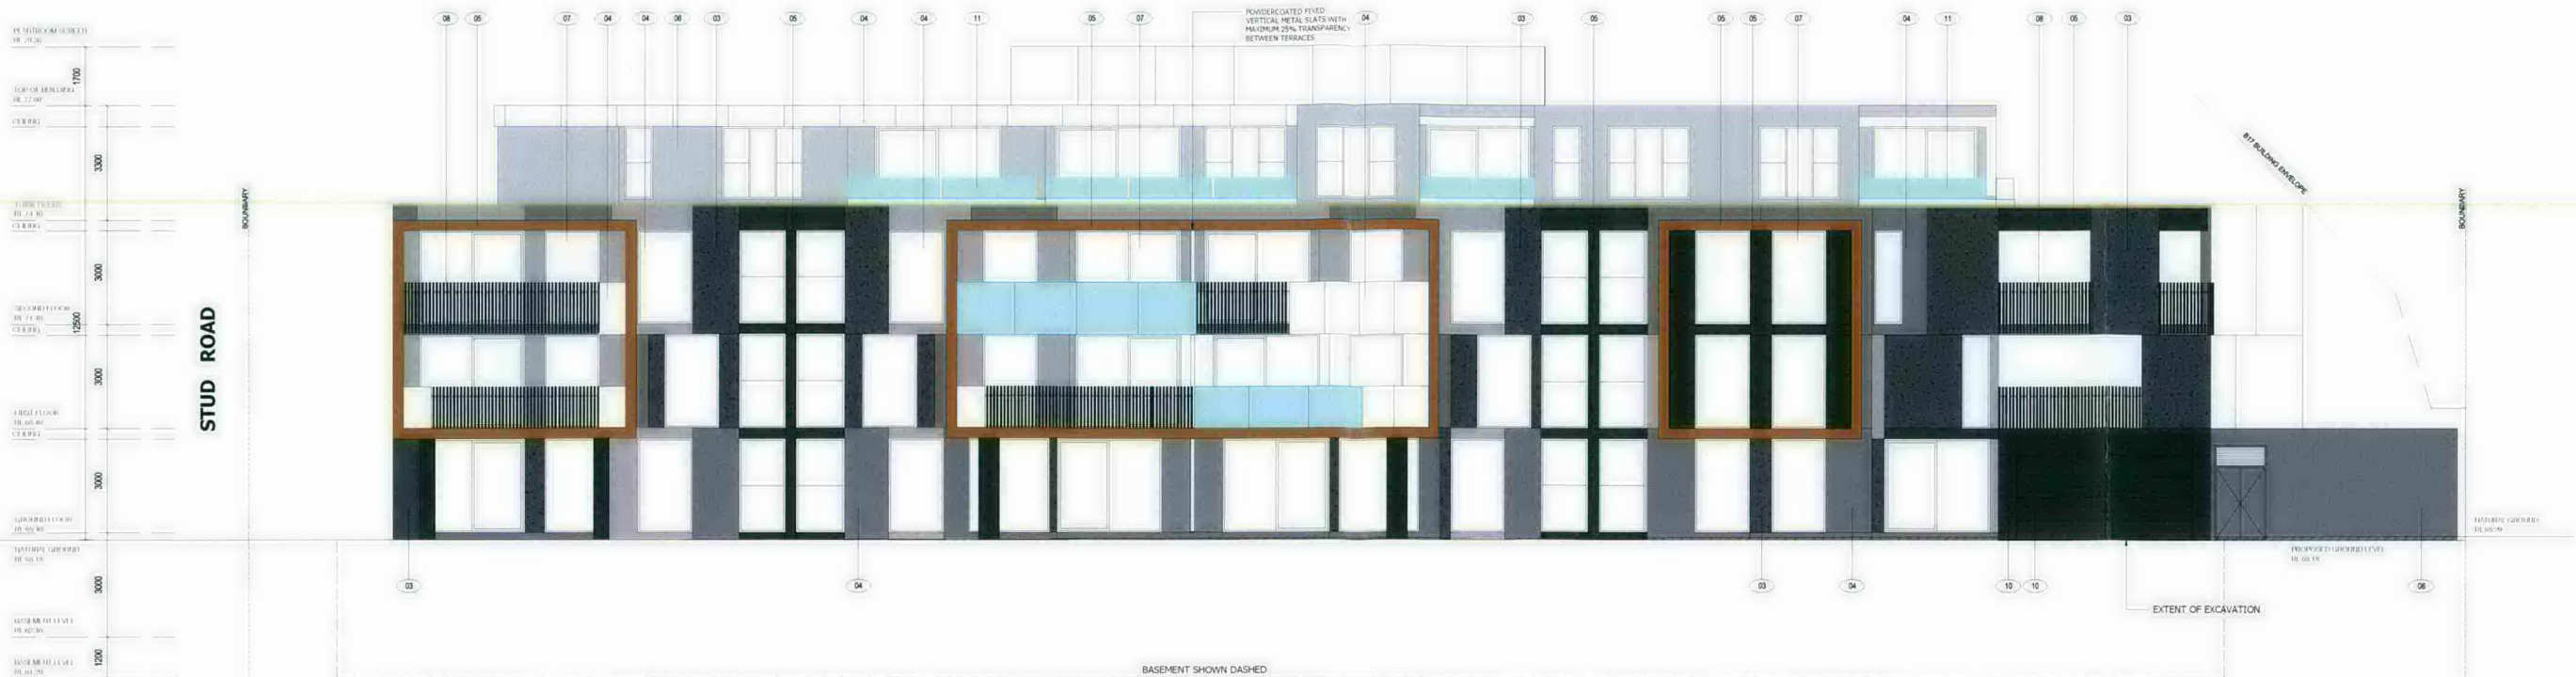 08 05 07 04 04 06 03 05 04 04 11 05 07 04 03 05 05 05 07 04 11 08 05 03
POWDERCOATED FIXED
VERTICAL METAL SLATS WITH
MAXIMUM 25% TRANSPARENCY
BETWEEN TERRACES
1700
TOP OF BUILDING
CEILING
3300
B17 BUILDING ENVELOPE
BOUNDARY
BOUNDARY
CEILING
3000
STUD ROAD
SECOND FLOOR
12500
CEILING
3000
FIRST FLOOR
CEILING
3000
GROUND FLOOR
NATURAL GROUND
NATURAL GROUND
PROPOSED GROUND LEVEL
03 04 03 04 10 10 06
3000
EXTENT OF EXCAVATION
BASEMENT LEVEL
1200
BASEMENT LEVEL
BASEMENT SHOWN DASHED